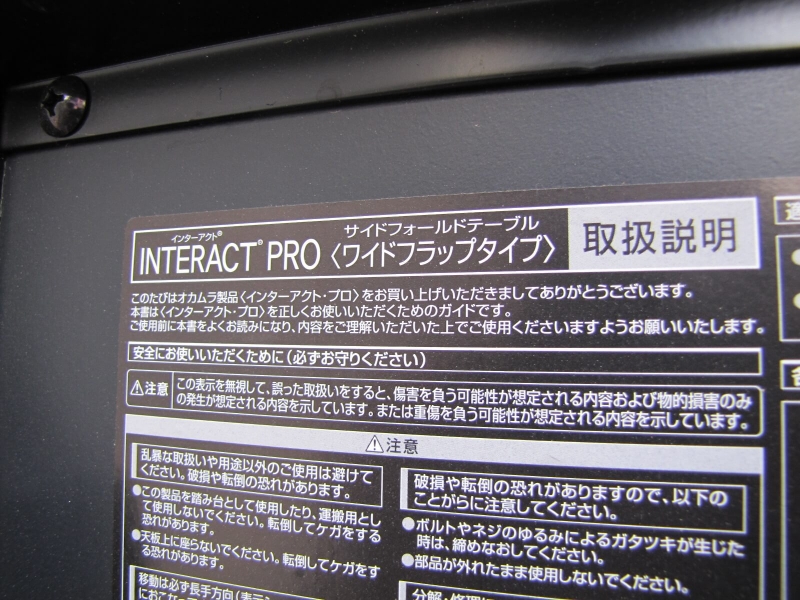 インターアクト®
INTERACT® PRO
サイドフォールドテーブル
〈ワイドフラップタイプ〉
取扱説明
このたびはオカムラ製品〈インターアクト・プロ〉をお買い上げいただきましてありがとうございます。
本書は〈インターアクト・プロ〉を正しくお使いいただくためのガイドです。
ご使用前に本書をよくお読みになり、内容をご理解いただいた上でご使用くださいますようお願いいたします。
安全にお使いいただくために(必ずお守りください)
⚠注意
この表示を無視して、誤った取扱いをすると、傷害を負う可能性が想定される内容および物的損害のみ
の発生が想定される内容を示しています。または重傷を負う可能性が想定される内容を示しています。
⚠注意
乱暴な取扱いや用途以外のご使用は避けて
ください。破損や転倒の恐れがあります。
●この製品を踏み台として使用したり、運搬用とし
て使用しないでください。転倒してケガをする
恐れがあります。
●天板上に座らないでください。転倒してケガをす
る恐れがあります。
移動は必ず長手方向(表示
におこな
破損や転倒の恐れがありますので、以下の
ことがらに注意してください。
●ボルトやネジのゆるみによるガタツキが生じた
時は、締めなおしてください。
●部品が外れたまま使用しないでください。
分解・修理